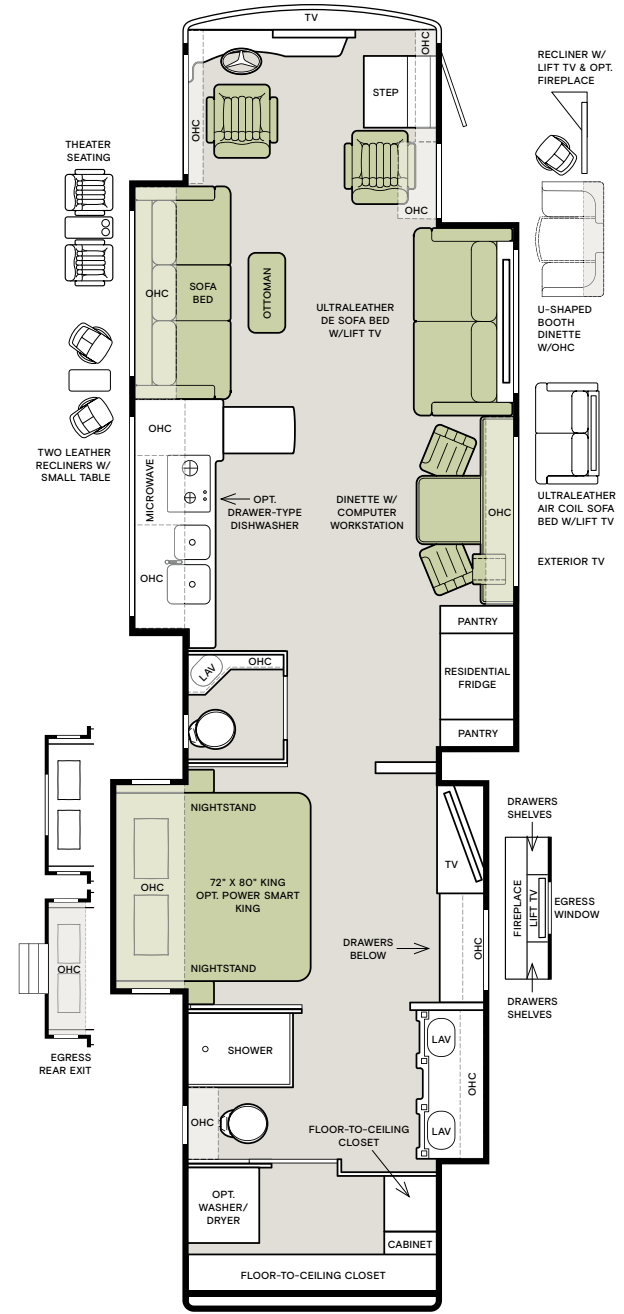 TV
OHC
STEP
OHC
OHC
THEATER
SEATING
RECLINER W/
LIFT TV & OPT.
FIREPLACE
OHC
SOFA
BED
OTTOMAN
ULTRALEATHER
DE SOFA BED
W/LIFT TV
U-SHAPED
BOOTH
DINETTE
W/OHC
TWO LEATHER
RECLINERS W/
SMALL TABLE
OHC
MICROWAVE
OPT.
DRAWER-TYPE
DISHWASHER
DINETTE W/
COMPUTER
WORKSTATION
OHC
ULTRALEATHER
AIR COIL SOFA
BED W/LIFT TV
EXTERIOR TV
OHC
PANTRY
RESIDENTIAL
FRIDGE
PANTRY
LAV
OHC
NIGHTSTAND
OHC
72" X 80" KING
OPT. POWER SMART
KING
NIGHTSTAND
TV
DRAWERS
SHELVES
FIREPLACE
LIFT TV
EGRESS
WINDOW
DRAWERS
SHELVES
DRAWERS
BELOW
OHC
OHC
EGRESS
REAR EXIT
SHOWER
LAV
OHC
LAV
OHC
FLOOR-TO-CEILING
CLOSET
OPT.
WASHER/
DRYER
CABINET
FLOOR-TO-CEILING CLOSET